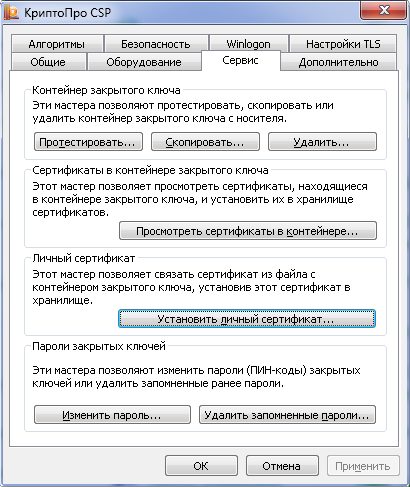 КриптоПро CSP
Алгоритмы Безопасность Winlogon Настройки TLS
Общие Оборудование Сервис Дополнительно
Контейнер закрытого ключа
Эти мастера позволяют протестировать, скопировать или
удалить контейнер закрытого ключа с носителя.
Протестировать... Скопировать... Удалить...
Сертификаты в контейнере закрытого ключа
Этот мастер позволяет просмотреть сертификаты, находящиеся
в контейнере закрытого ключа, и установить их в хранилище
сертификатов.
Просмотреть сертификаты в контейнере...
Личный сертификат
Этот мастер позволяет связать сертификат из файла с
контейнером закрытого ключа, установив этот сертификат в
хранилище.
Установить личный сертификат...
Пароли закрытых ключей
Эти мастера позволяют изменить пароли (ПИН-коды) закрытых
ключей или удалить запомненные ранее пароли.
Изменить пароль... Удалить запомненные пароли...
ОК Отмена Применить